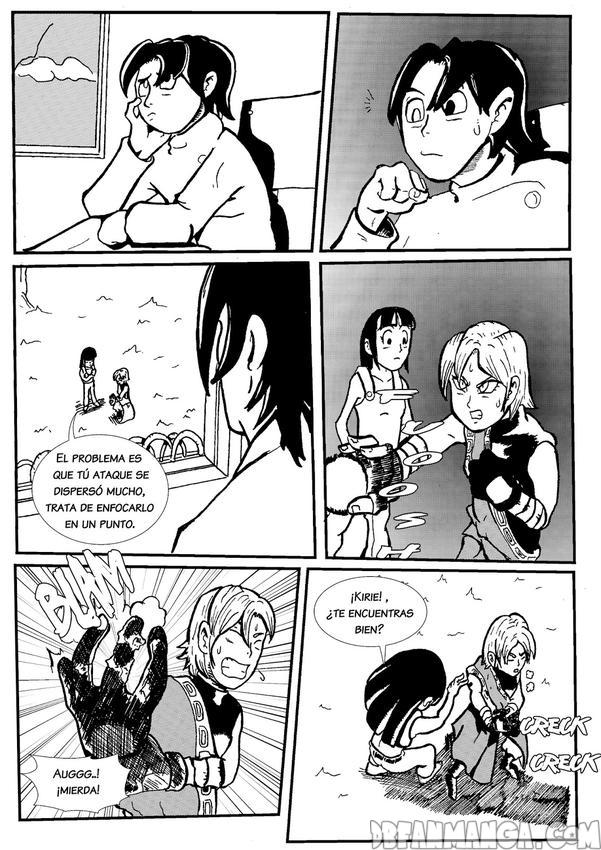 EL PROBLEMA ES
QUE TÚ ATAQUE SE
DISPERSÓ MUCHO,
TRATA DE ENFOCARLO
EN UN PUNTO.
BUAM
AUGGG..!
¡MIERDA!
¡KIRIE! ,
¿TE ENCUENTRAS
BIEN?
CRECK
CRECK
DBFANMANGA.COM